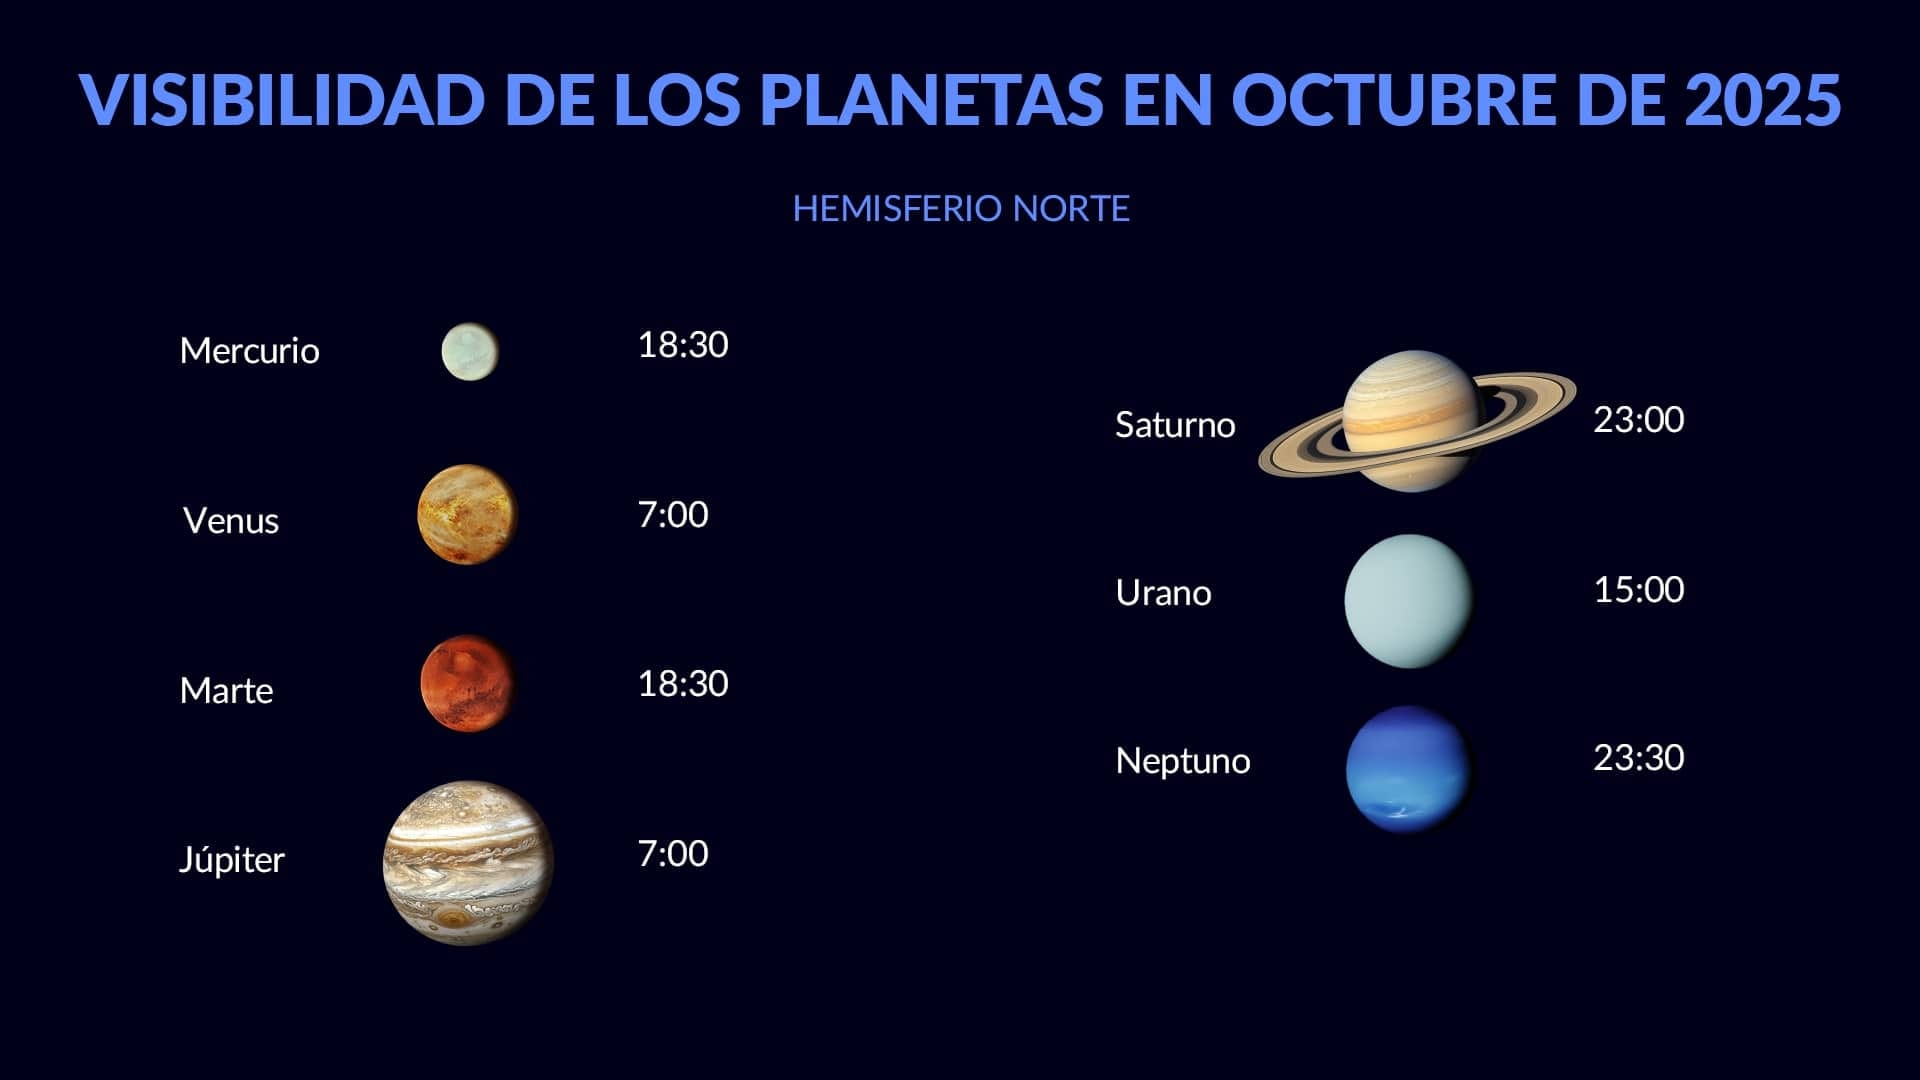 VISIBILIDAD DE LOS PLANETAS EN OCTUBRE DE 2025
HEMISFERIO NORTE
Mercurio 18:30
Venus 7:00
Marte 18:30
Júpiter 7:00
Saturno 23:00
Urano 15:00
Neptuno 23:30